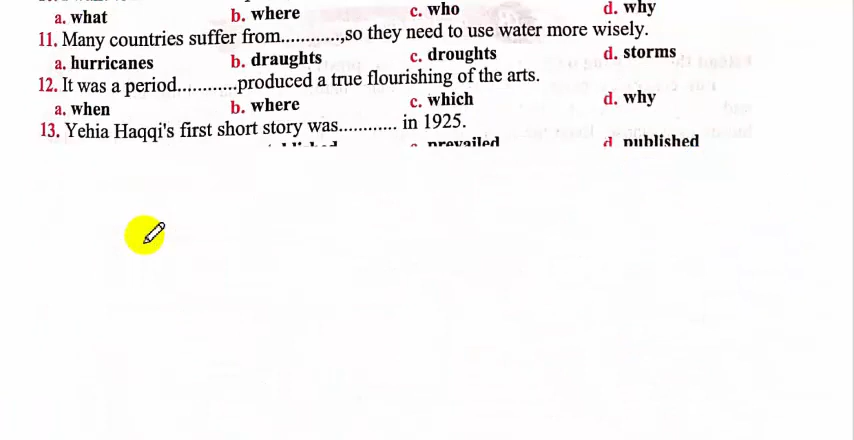 a. what b. where c. who d. why
11. Many countries suffer from............,so they need to use water more wisely.
a. hurricanes b. draughts c. droughts d. storms
12. It was a period............produced a true flourishing of the arts.
a. when b. where c. which d. why
13. Yehia Haqqi's first short story was............ in 1925.
c prevailed d published